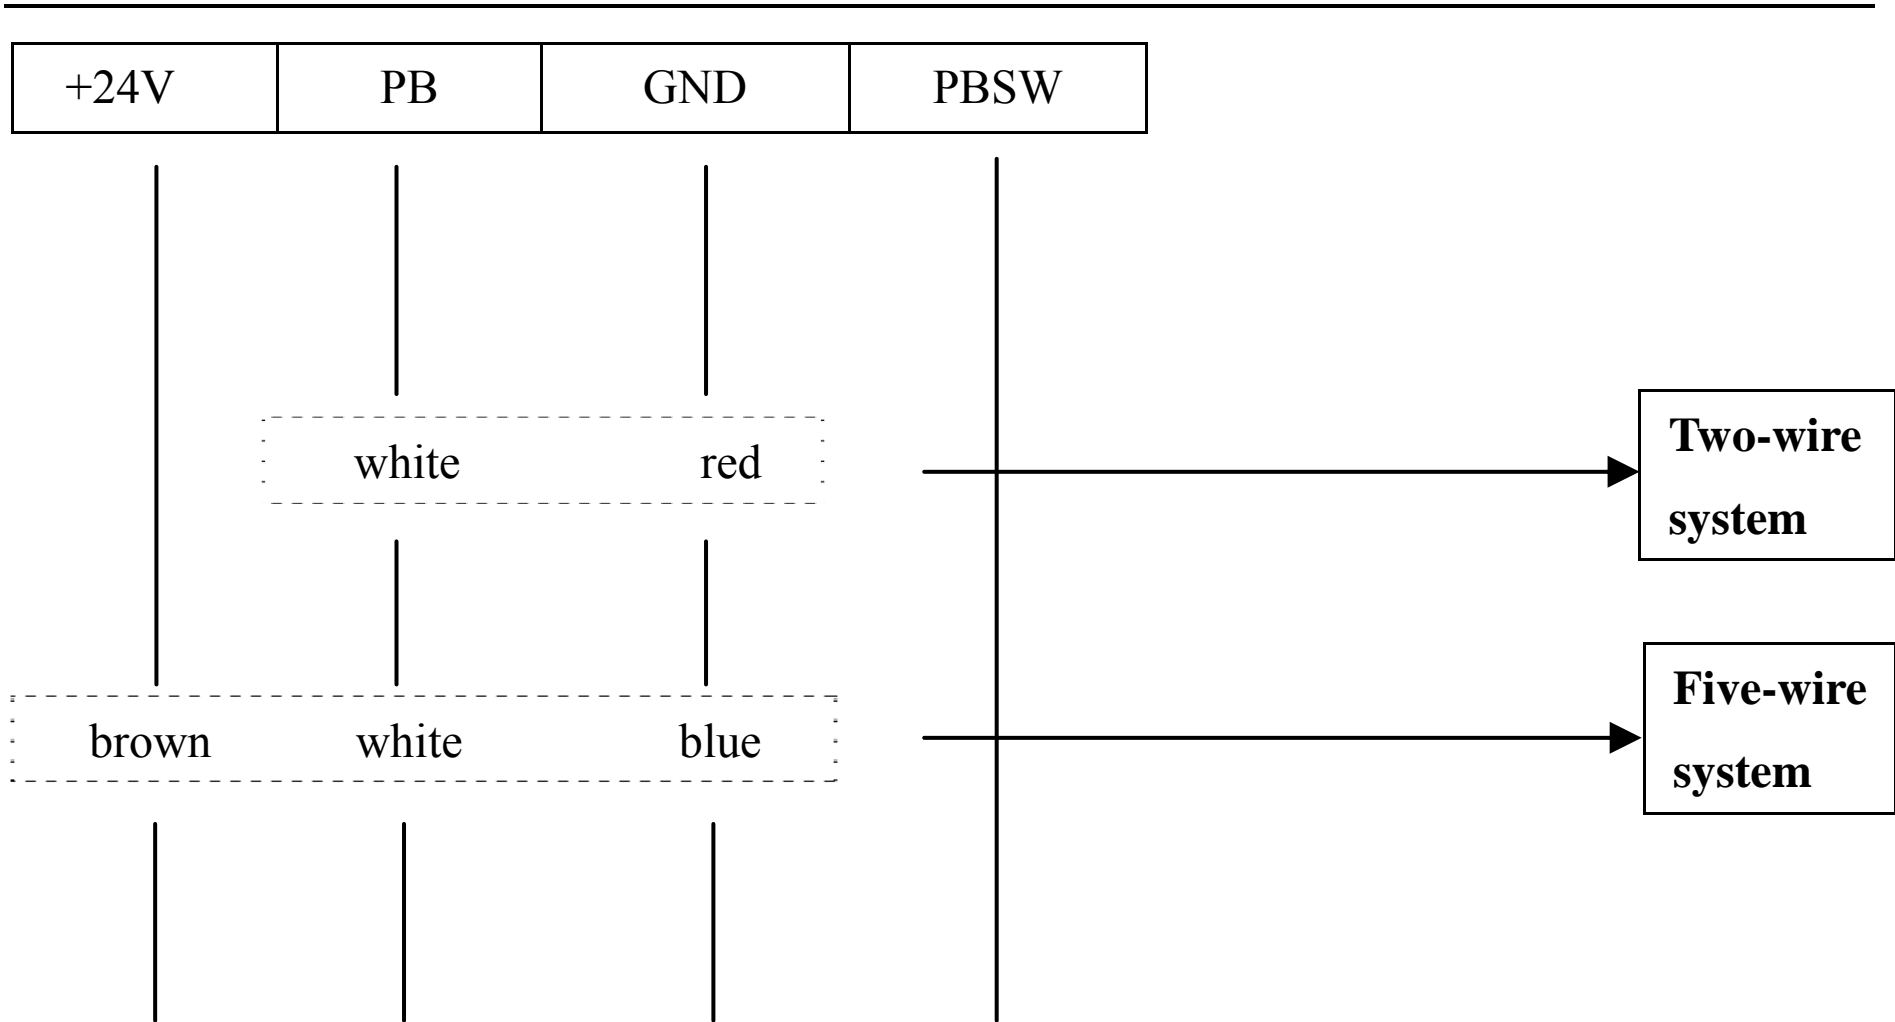 +24V PB GND PBSW
white red
Two-wire
system
brown white blue
Five-wire
system